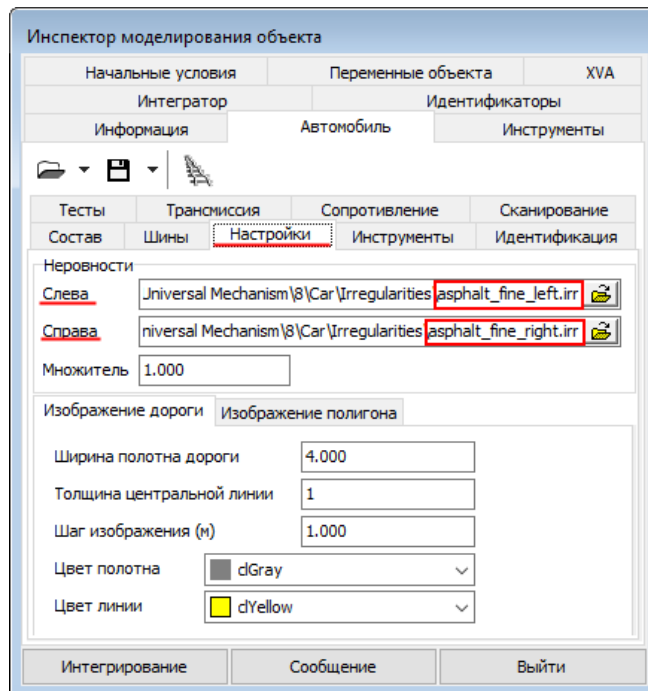 Инспектор моделирования объекта
Начальные условия Переменные объекта XVA
Интегратор Идентификаторы
Информация Автомобиль Инструменты
Тесты Трансмиссия Сопротивление Сканирование
Состав Шины Настройки Инструменты Идентификация
Неровности
Слева Jniversal Mechanism\8\Car\Irregularities\asphalt_fine_left.irr
Справа niversal Mechanism\8\Car\Irregularities\asphalt_fine_right.irr
Множитель 1.000
Изображение дороги Изображение полигона
Ширина полотна дороги 4.000
Толщина центральной линии 1
Шаг изображения (м) 1.000
Цвет полотна clGray
Цвет линии clYellow
Интегрирование Сообщение Выйти